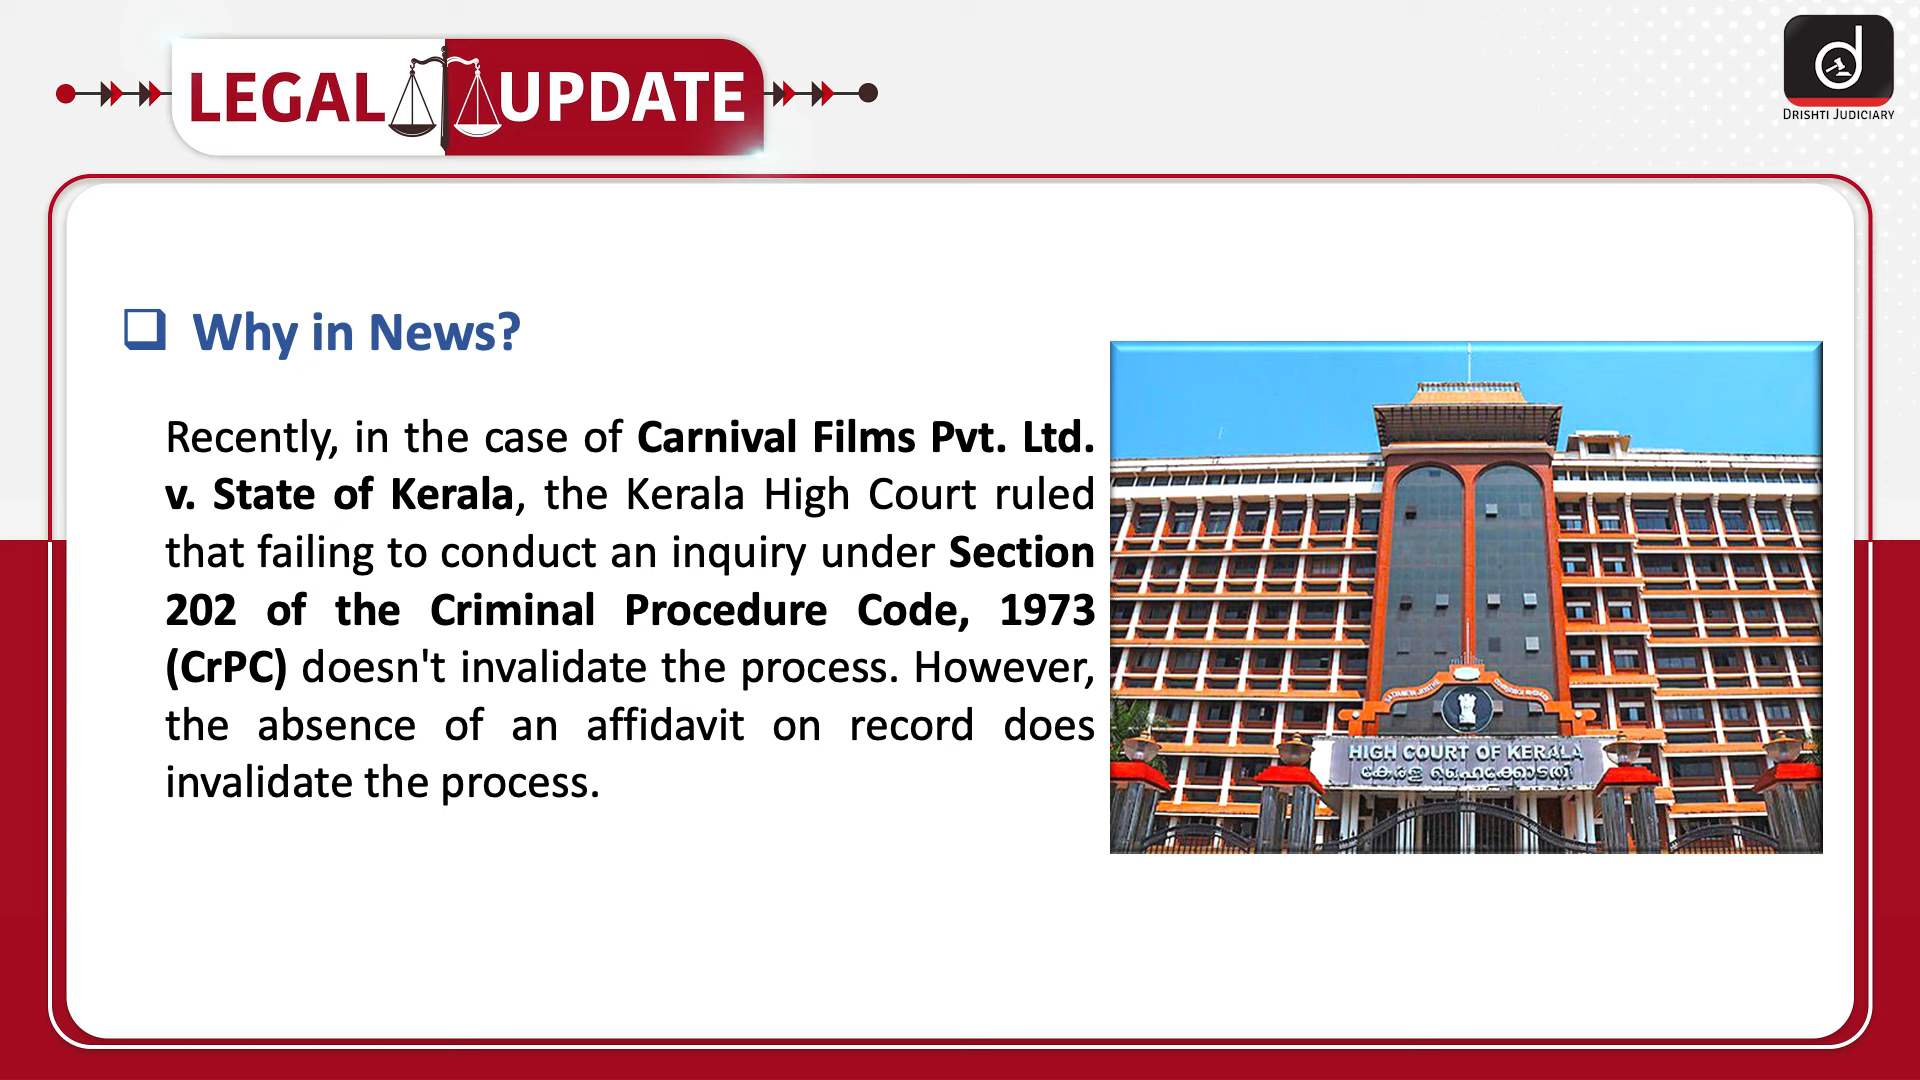 LEGAL UPDATE
DRISHTI JUDICIARY
Why in News?
Recently, in the case of Carnival Films Pvt. Ltd.
v. State of Kerala, the Kerala High Court ruled
that failing to conduct an inquiry under Section
202 of the Criminal Procedure Code, 1973
(CrPC) doesn't invalidate the process. However,
the absence of an affidavit on record does
invalidate the process.
HIGH COURT OF KERALA
കേരള ഹൈക്കോടതി